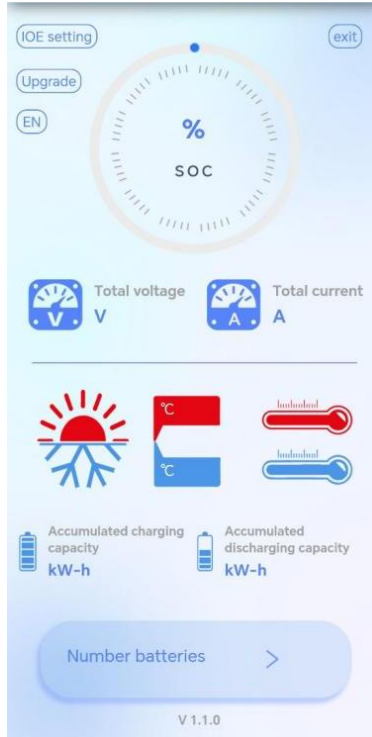 IOE setting
exit
Upgrade
EN
%
SOC
Total voltage
V
V
Total current
A
A
℃
℃
Accumulated charging
capacity
kW-h
Accumulated
discharging capacity
kW-h
Number batteries >
V 1.1.0